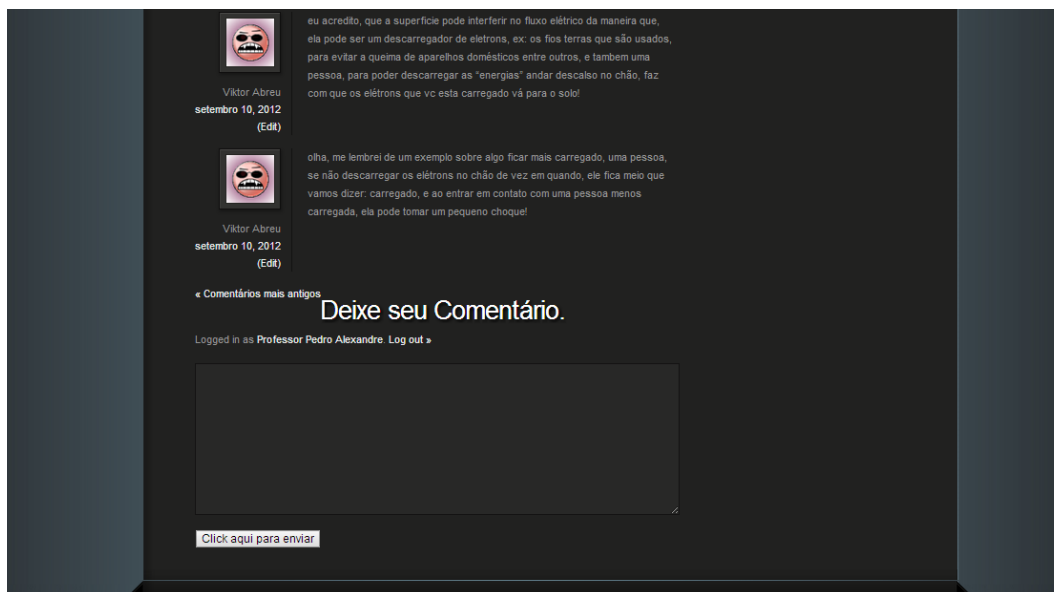 eu acredito, que a superficie pode interferir no fluxo elétrico da maneira que,
ela pode ser um descarregador de eletrons, ex: os fios terras que são usados,
para evitar a queima de aparelhos domésticos entre outros, e tambem uma
pessoa, para poder descarregar as “energias” andar descalso no chão, faz
com que os elétrons que vc esta carregado vá para o solo!
Viktor Abreu
setembro 10, 2012
(Edit)
olha, me lembrei de um exemplo sobre algo ficar mais carregado, uma pessoa,
se não descarregar os elétrons no chão de vez em quando, ele fica meio que
vamos dizer: carregado, e ao entrar em contato com uma pessoa menos
carregada, ela pode tomar um pequeno choque!
Viktor Abreu
setembro 10, 2012
(Edit)
« Comentários mais antigos
Deixe seu Comentário.
Logged in as Professor Pedro Alexandre. Log out »
Click aqui para enviar